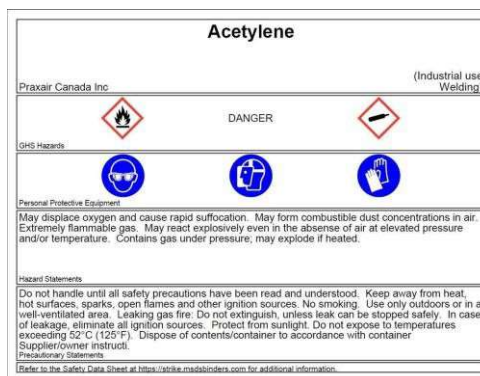 Acetylene
Praxair Canada Inc
(Industrial use
Welding
DANGER
GHS Hazards
Personal Protective Equipment
May displace oxygen and cause rapid suffocation. May form combustible dust concentrations in air.
Extremely flammable gas. May react explosively even in the absense of air at elevated pressure
and/or temperature. Contains gas under pressure; may explode if heated.
Hazard Statements
Do not handle until all safety precautions have been read and understood. Keep away from heat,
hot surfaces, sparks, open flames and other ignition sources. No smoking. Use only outdoors or in a
well-ventilated area. Leaking gas fire: Do not extinguish, unless leak can be stopped safely. In case
of leakage, eliminate all ignition sources. Protect from sunlight. Do not expose to temperatures
exceeding 52°C (125°F). Dispose of contents/container to accordance with container
Supplier/owner instructi.
Precautionary Statements
Refer to the Safety Data Sheet at https://strike.msdsbinders.com for additional information.